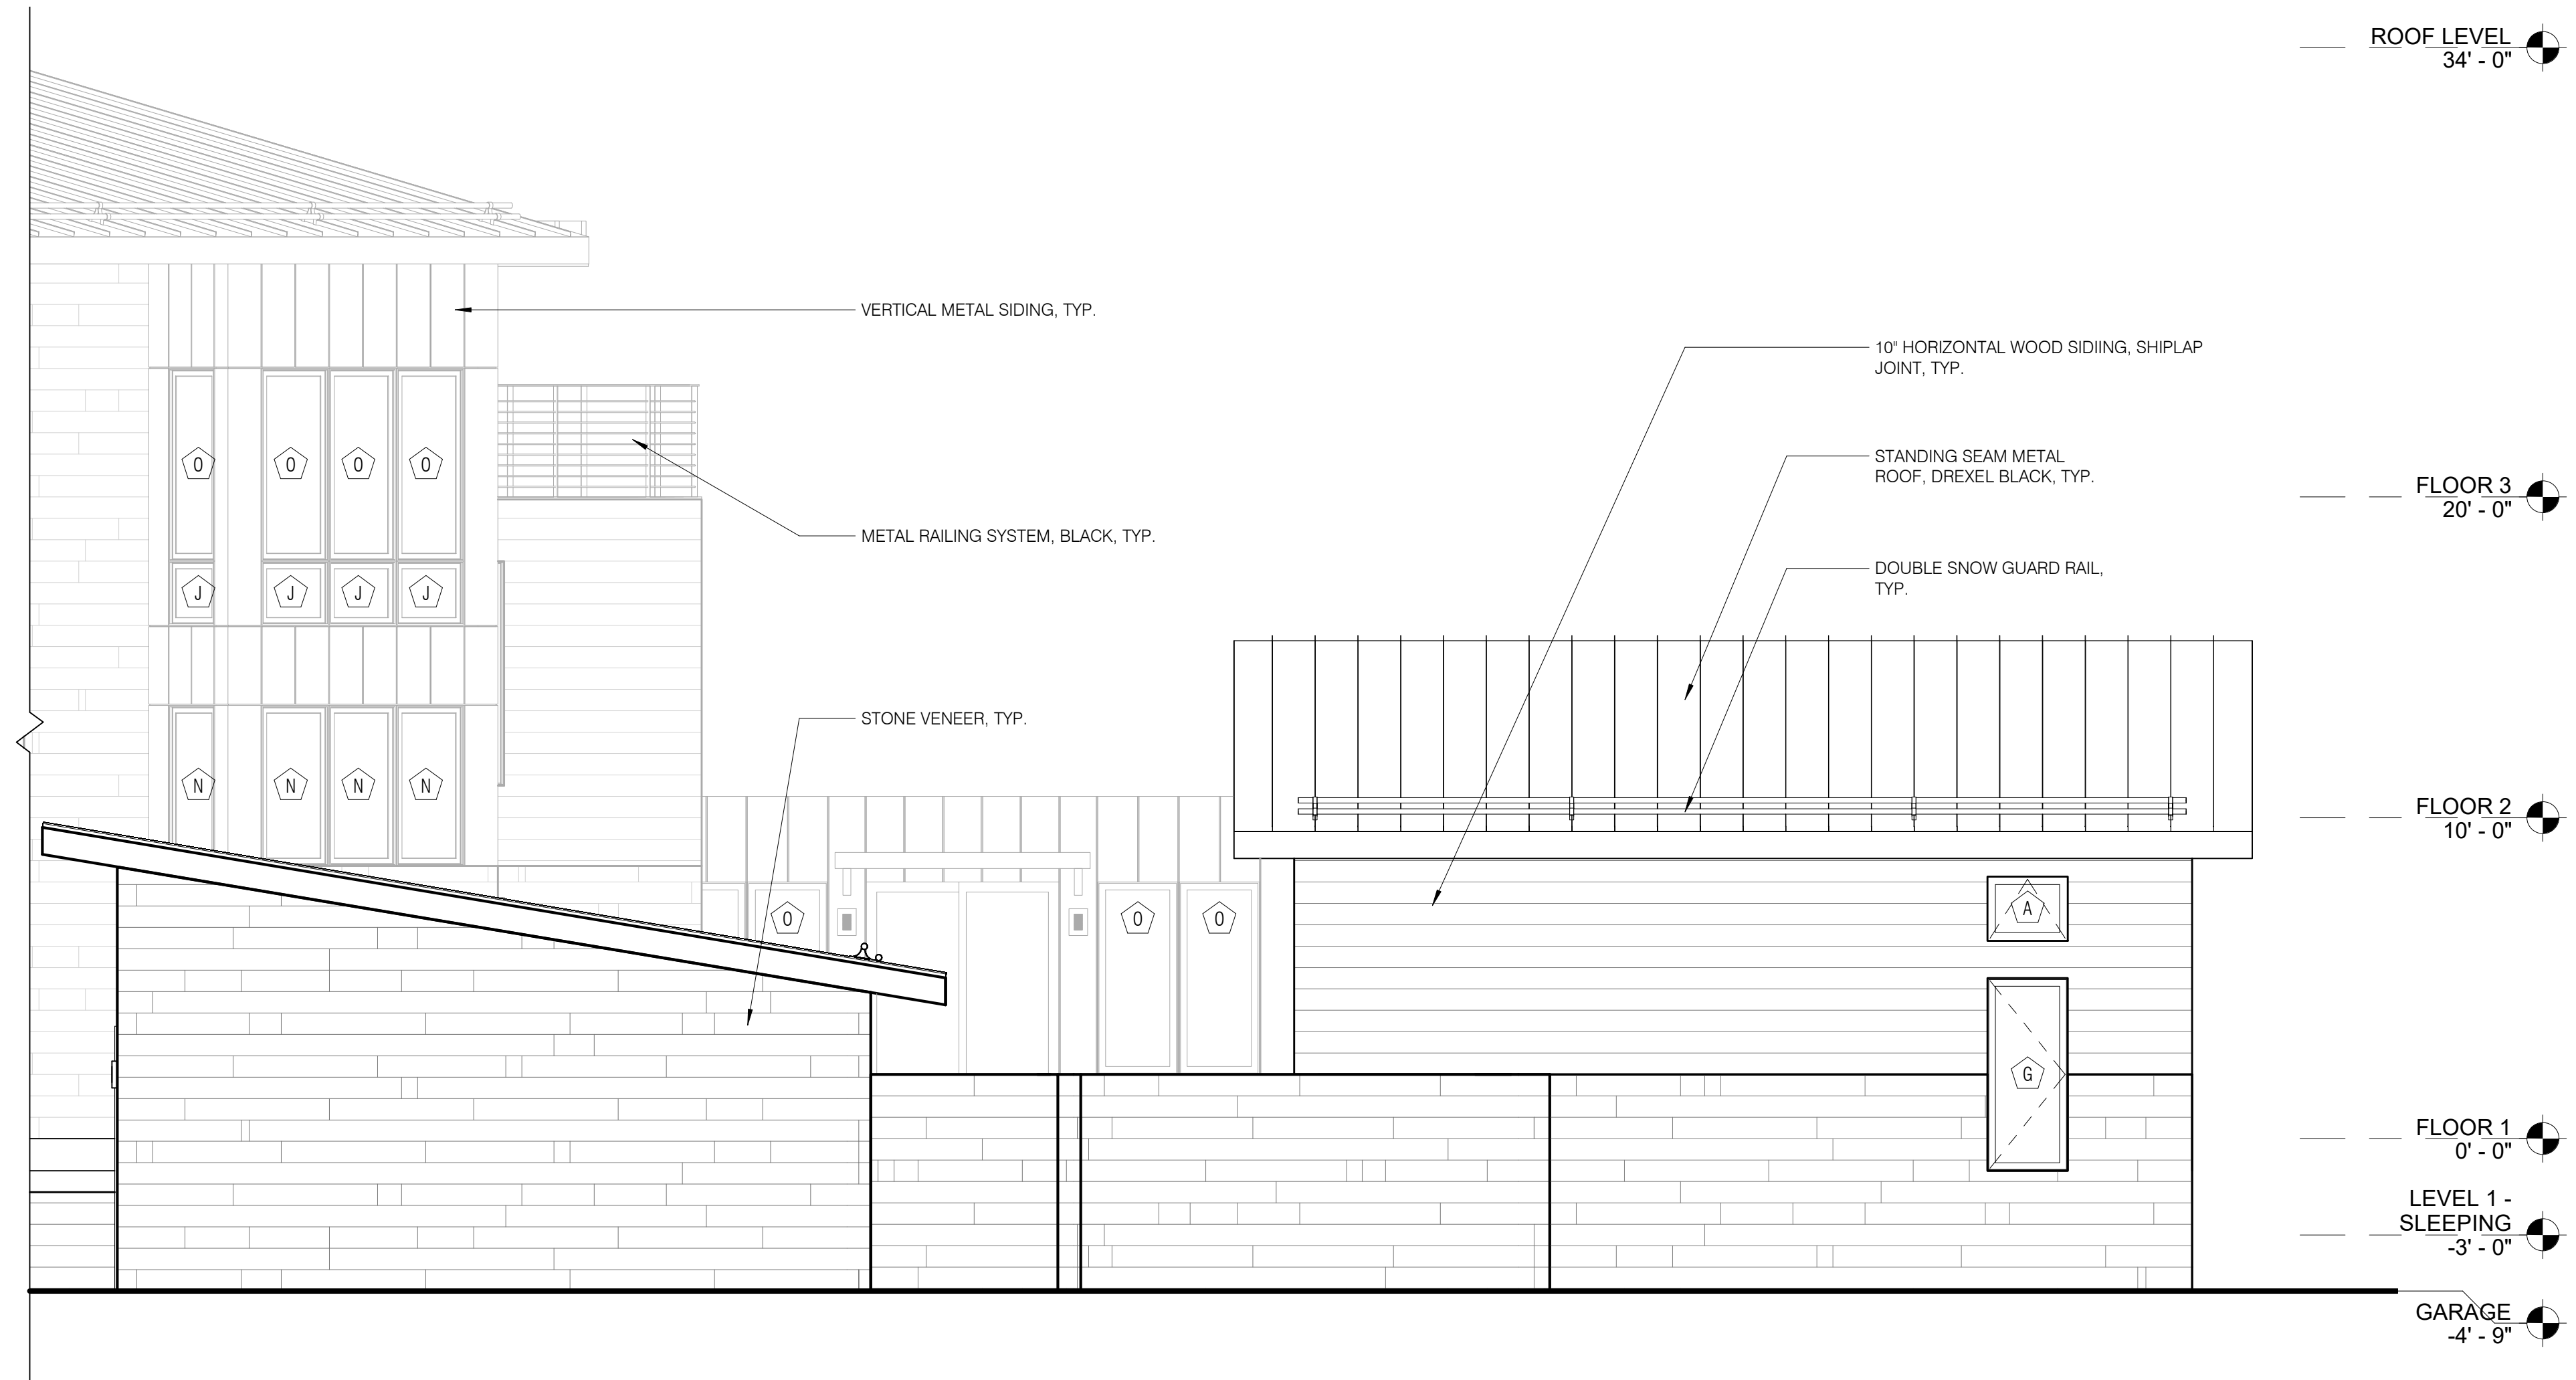 ROOF LEVEL
34' - 0"
VERTICAL METAL SIDING, TYP.
10" HORIZONTAL WOOD SIDIING, SHIPLAP
JOINT, TYP.
O O O O
STANDING SEAM METAL
ROOF, DREXEL BLACK, TYP.
FLOOR 3
20' - 0"
METAL RAILING SYSTEM, BLACK, TYP.
DOUBLE SNOW GUARD RAIL,
TYP.
J J J J
STONE VENEER, TYP.
N N N N
FLOOR 2
10' - 0"
O O O
A
G
FLOOR 1
0' - 0"
LEVEL 1 -
SLEEPING
-3' - 0"
GARAGE
-4' - 9"